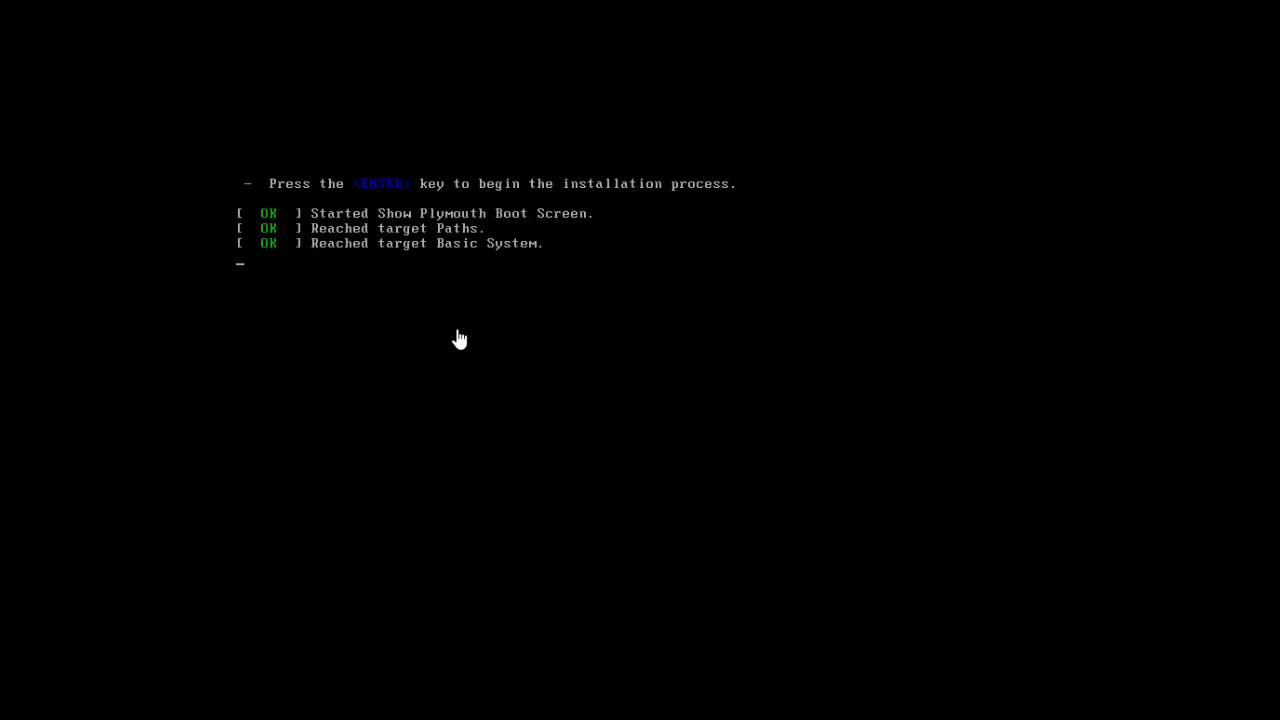 - Press the <ENTER> key to begin the installation process.
[ OK ] Started Show Plymouth Boot Screen.
[ OK ] Reached target Paths.
[ OK ] Reached target Basic System.